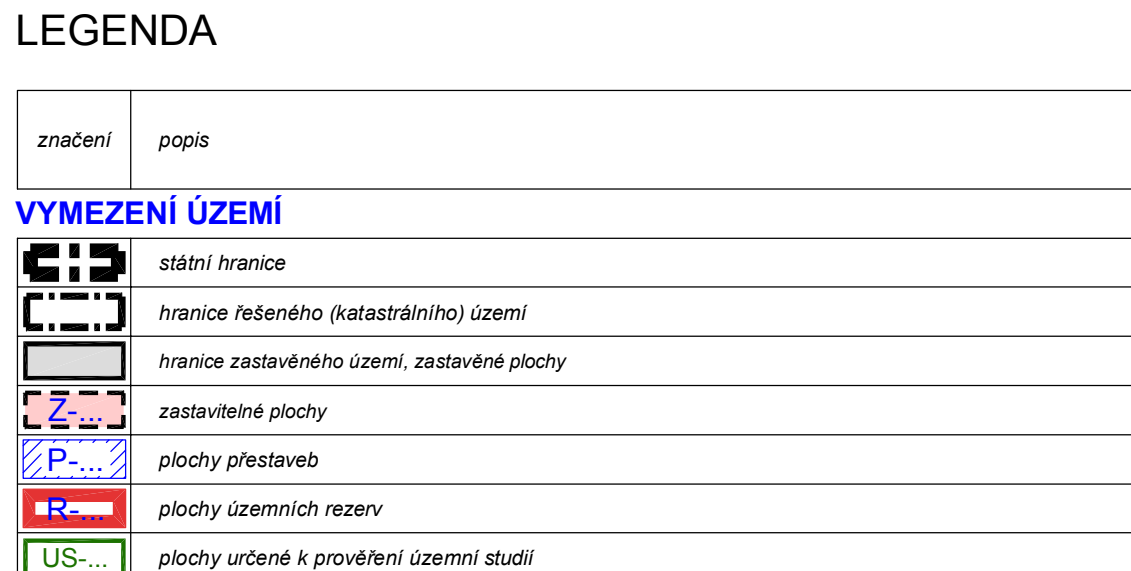 LEGENDA
značení popis
VYMEZENÍ ÚZEMÍ
státní hranice
hranice řešeného (katastrálního) území
hranice zastavěného území, zastavěné plochy
Z-... zastavitelné plochy
P-... plochy přestaveb
R-... plochy územních rezerv
US-... plochy určené k prověření územní studií